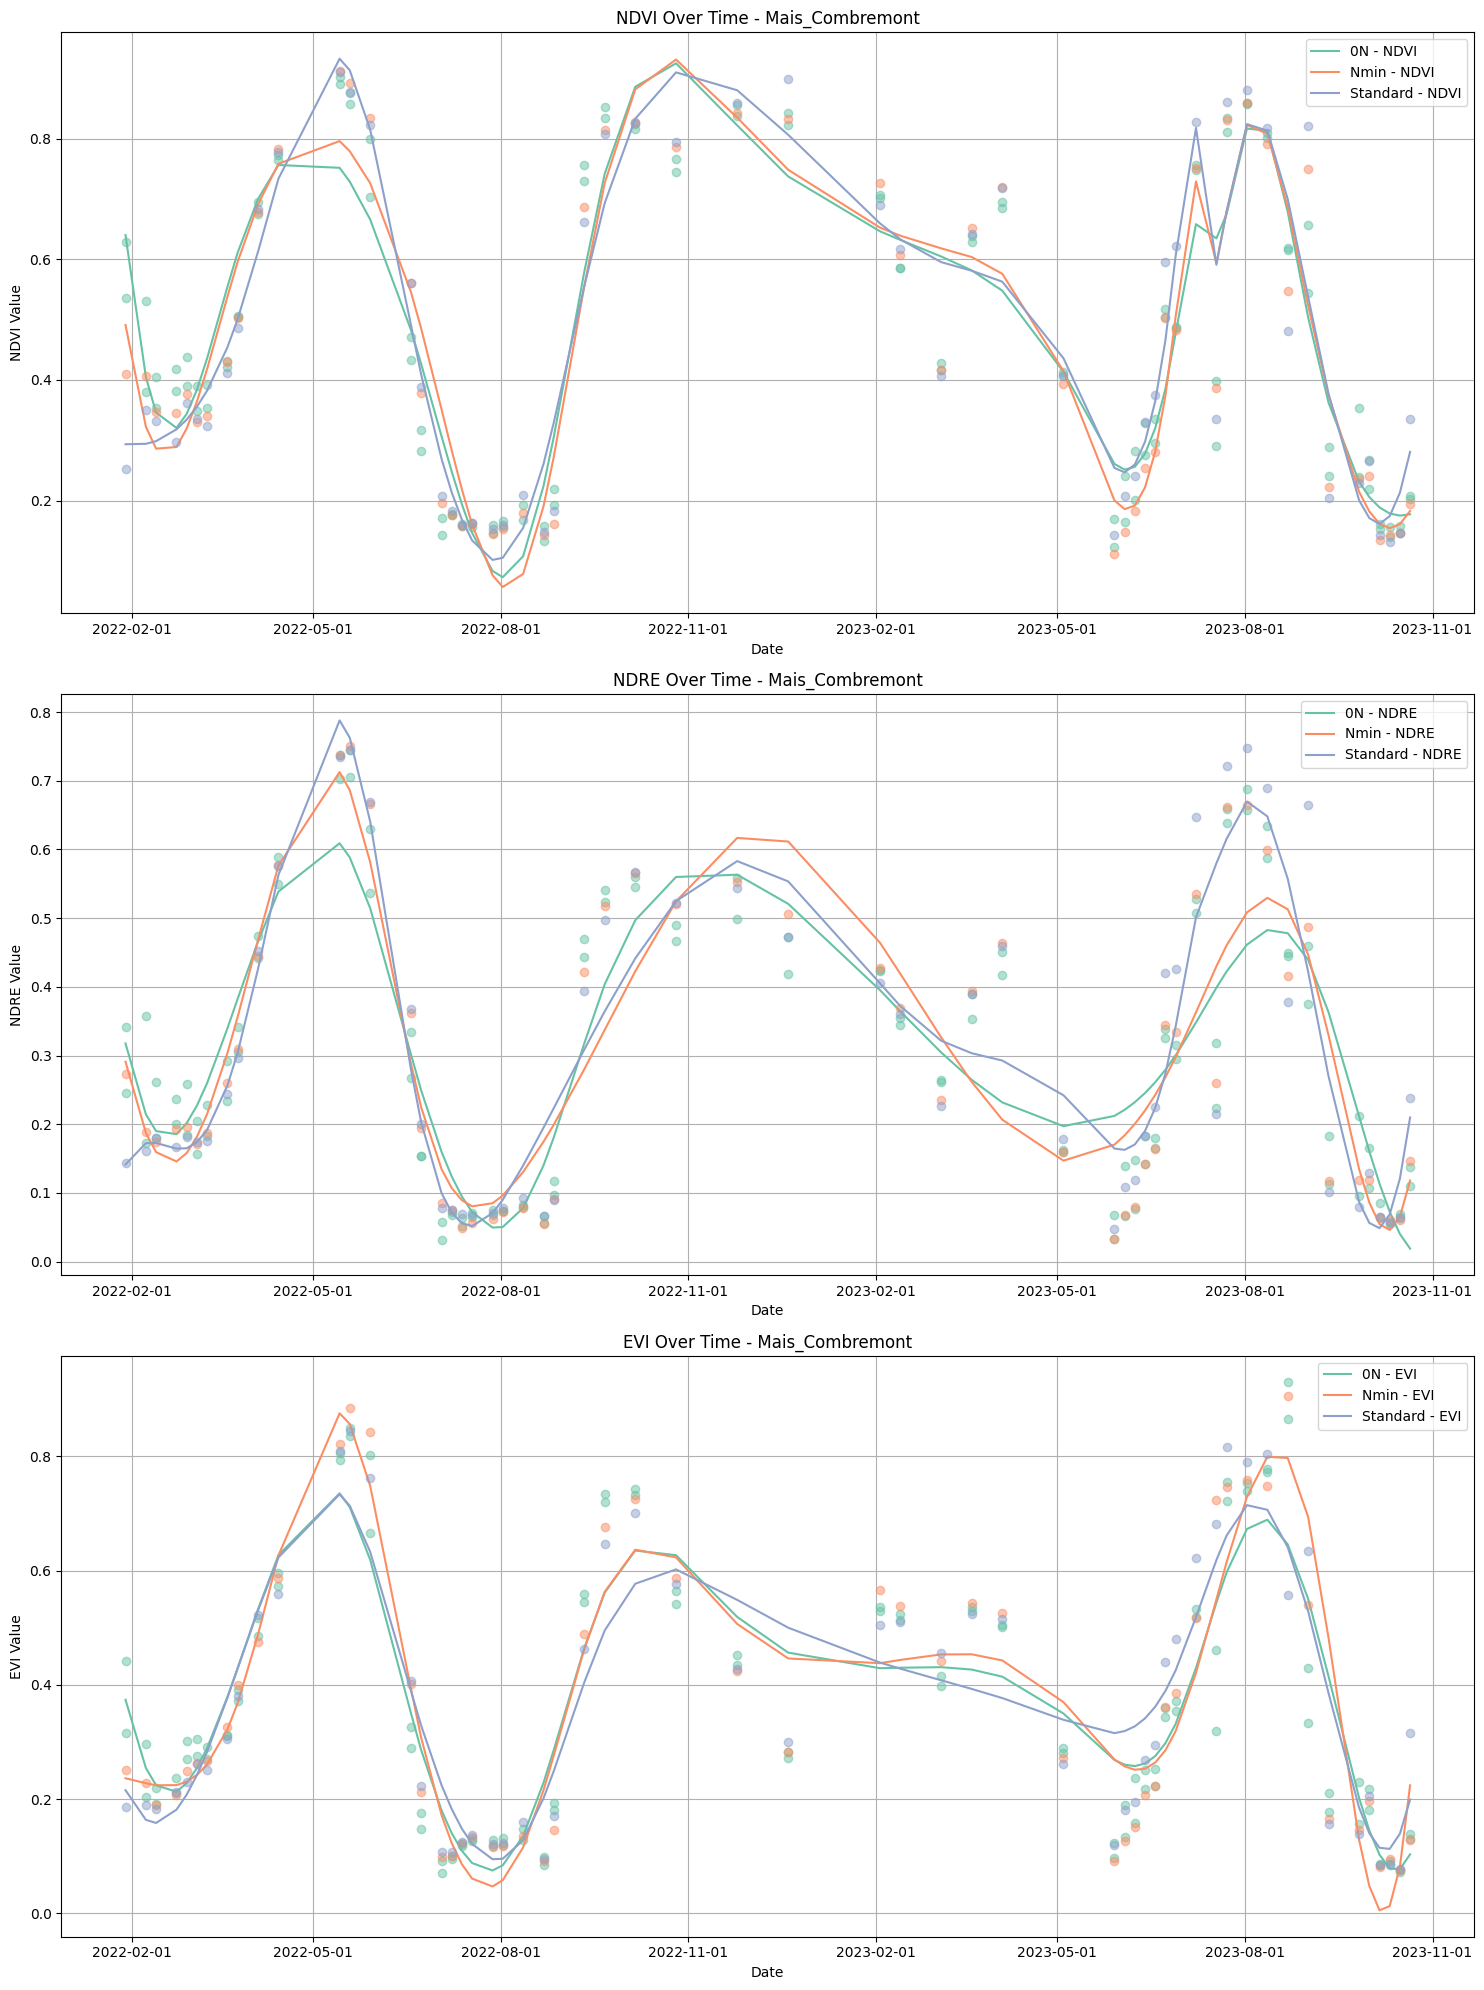 NDVI Over Time - Mais_Combremont
0N - NDVI
Nmin - NDVI
Standard - NDVI
NDVI Value
0.8
0.6
0.4
0.2
2022-02-01 2022-05-01 2022-08-01 2022-11-01 2023-02-01 2023-05-01 2023-08-01 2023-11-01
Date
NDRE Over Time - Mais_Combremont
0N - NDRE
Nmin - NDRE
Standard - NDRE
NDRE Value
0.8
0.7
0.6
0.5
0.4
0.3
0.2
0.1
0.0
2022-02-01 2022-05-01 2022-08-01 2022-11-01 2023-02-01 2023-05-01 2023-08-01 2023-11-01
Date
EVI Over Time - Mais_Combremont
0N - EVI
Nmin - EVI
Standard - EVI
EVI Value
0.8
0.6
0.4
0.2
0.0
2022-02-01 2022-05-01 2022-08-01 2022-11-01 2023-02-01 2023-05-01 2023-08-01 2023-11-01
Date